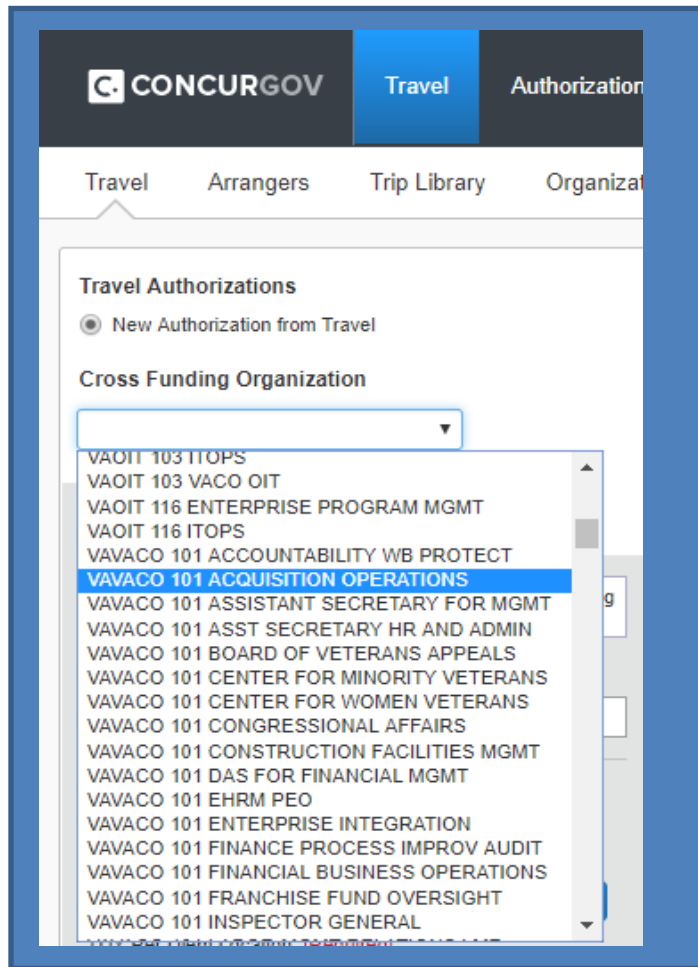 C. CONCURGOV Travel Authorization
Travel Arrangers Trip Library Organizat
Travel Authorizations
New Authorization from Travel
Cross Funding Organization
VAOIT 103 ITOPS
VAOIT 103 VACO OIT
VAOIT 116 ENTERPRISE PROGRAM MGMT
VAOIT 116 ITOPS
VAVACO 101 ACCOUNTABILITY WB PROTECT
VAVACO 101 ACQUISITION OPERATIONS
VAVACO 101 ASSISTANT SECRETARY FOR MGMT
g
VAVACO 101 ASST SECRETARY HR AND ADMIN
VAVACO 101 BOARD OF VETERANS APPEALS
VAVACO 101 CENTER FOR MINORITY VETERANS
VAVACO 101 CENTER FOR WOMEN VETERANS
VAVACO 101 CONGRESSIONAL AFFAIRS
VAVACO 101 CONSTRUCTION FACILITIES MGMT
VAVACO 101 DAS FOR FINANCIAL MGMT
VAVACO 101 EHRM PEO
VAVACO 101 ENTERPRISE INTEGRATION
VAVACO 101 FINANCE PROCESS IMPROV AUDIT
VAVACO 101 FINANCIAL BUSINESS OPERATIONS
VAVACO 101 FRANCHISE FUND OVERSIGHT
VAVACO 101 INSPECTOR GENERAL